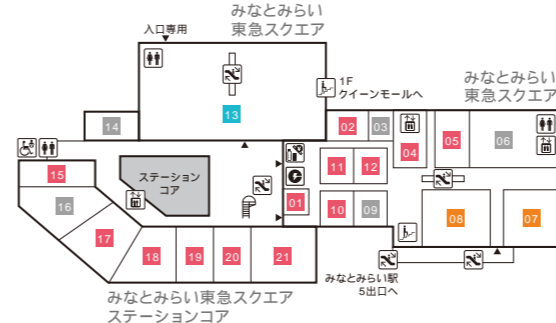 みなとみらい
東急スクエア
入口専用
1F
クイーンモールへ
みなとみらい
東急スクエア
13
14
02
03
04
05
06
15
ステーション
コア
11
12
16
01
10
09
08
07
17
18
19
20
21
みなとみらい駅
5出口へ
みなとみらい東急スクエア
ステーションコア